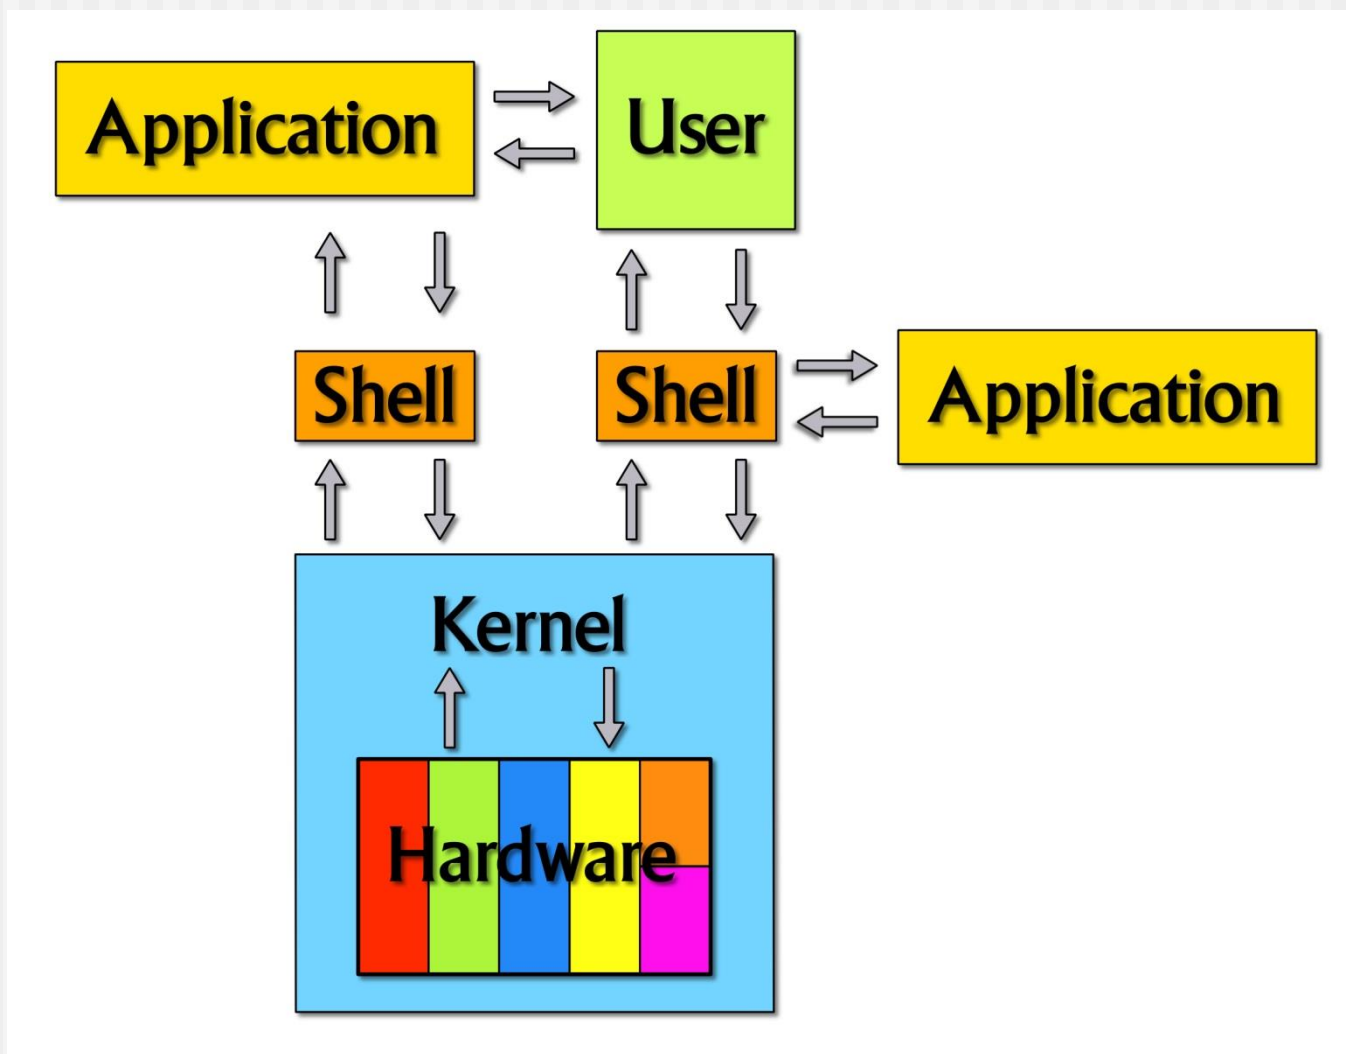 Application
User
Shell
Shell
Application
Kernel
Hardware